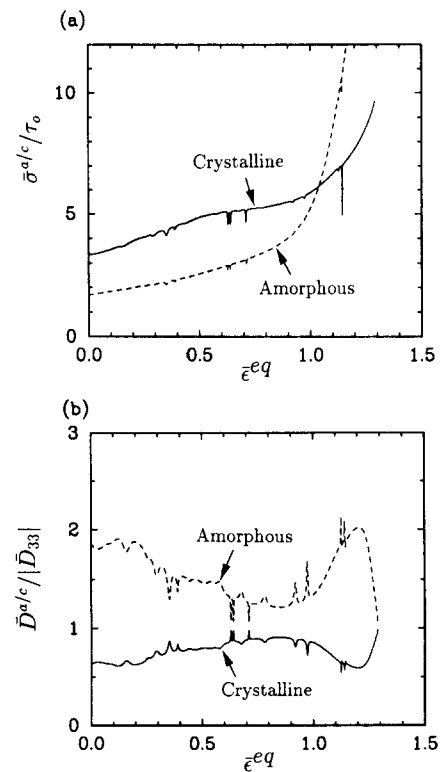 (a)
10
5
0
σ̄^{a/c}/τ_o
Crystalline
Amorphous
0.0 0.5 1.0 1.5
ε̄^{eq}
(b)
3
2
1
0
D̄^{a/c}/|D̄_{33}|
Amorphous
Crystalline
0.0 0.5 1.0 1.5
ε̄^{eq}